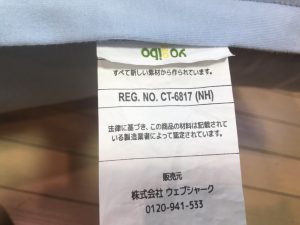 Yogibo
すべて新しい素材から作られています。
REG. NO. CT-6817 (NH)
法律に基づき、この商品の材料は記載されて
いる製造業者によって鑑定されています。
販売元
株式会社 ウェブシャーク
0120-941-533